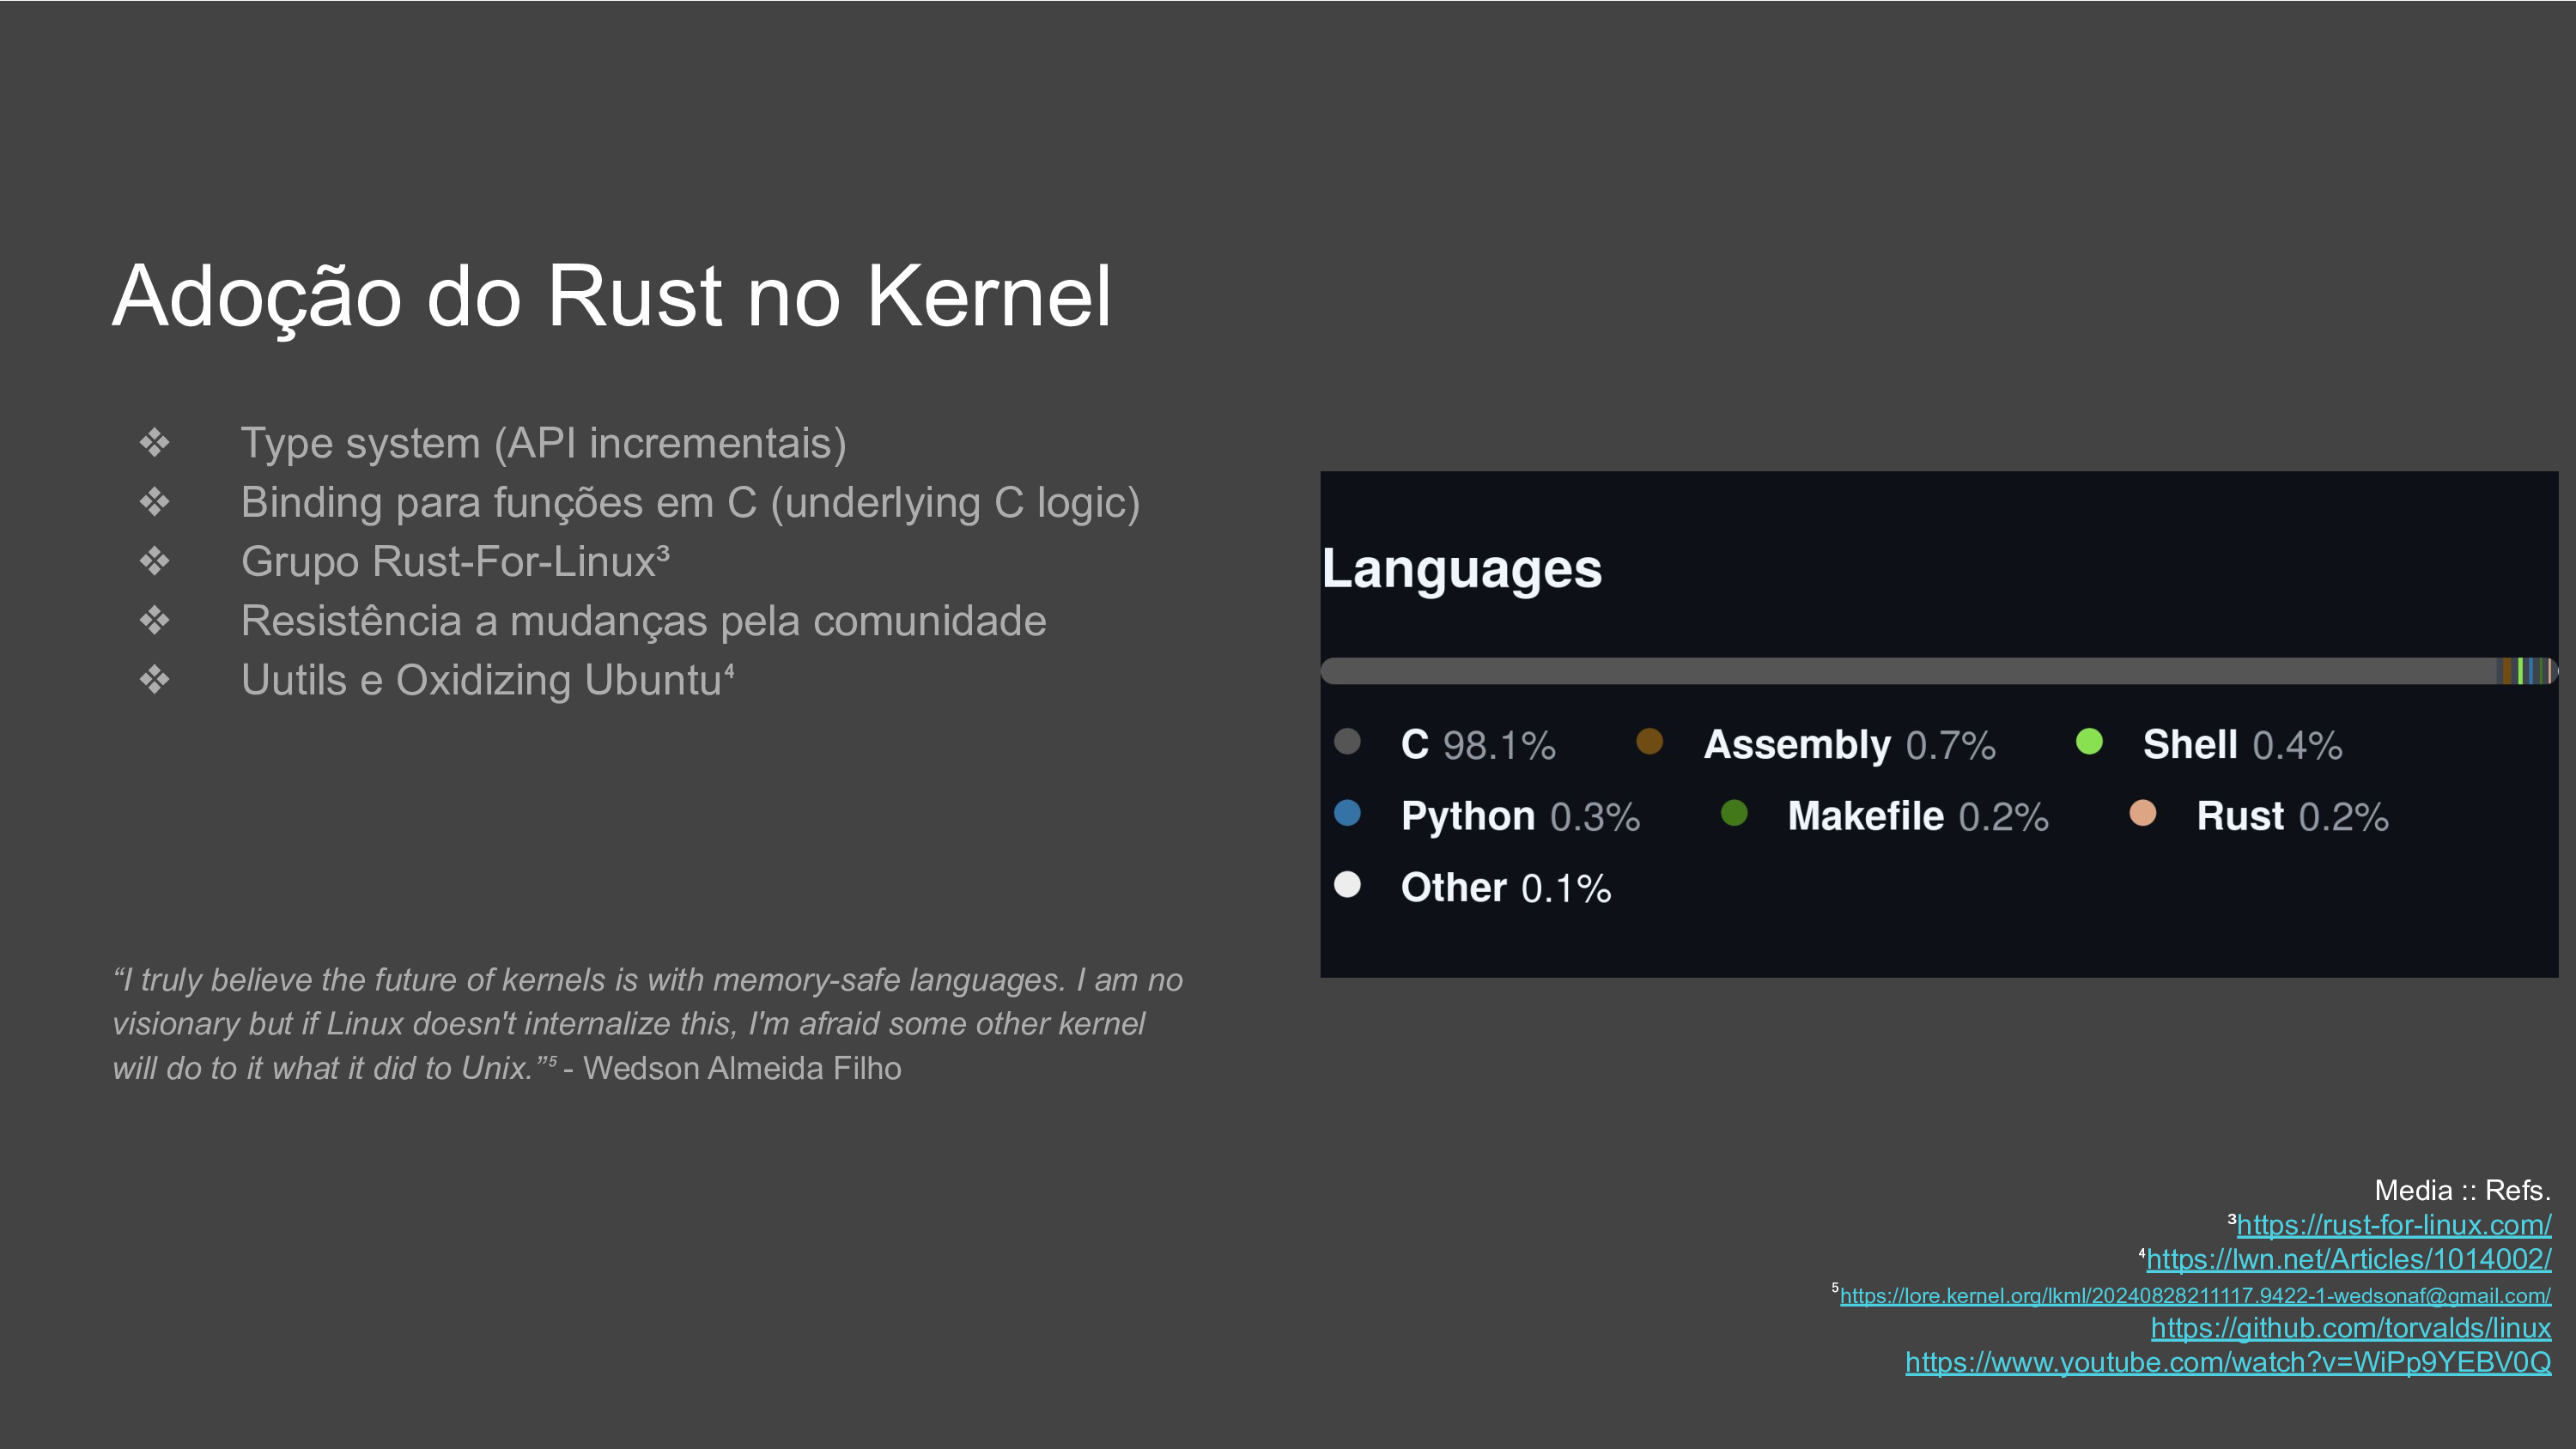 Adoção do Rust no Kernel
❖ Type system (API incrementais)
❖ Binding para funções em C (underlying C logic)
❖ Grupo Rust-For-Linux³
❖ Resistência a mudanças pela comunidade
❖ Uutils e Oxidizing Ubuntu⁴
“I truly believe the future of kernels is with memory-safe languages. I am no
visionary but if Linux doesn't internalize this, I'm afraid some other kernel
will do to it what it did to Unix.”⁵ - Wedson Almeida Filho
Languages
C 98.1% Assembly 0.7% Shell 0.4%
Python 0.3% Makefile 0.2% Rust 0.2%
Other 0.1%
Media :: Refs.
³https://rust-for-linux.com/
⁴https://lwn.net/Articles/1014002/
⁵https://lore.kernel.org/lkml/20240828211117.9422-1-wedsonaf@gmail.com/
https://github.com/torvalds/linux
https://www.youtube.com/watch?v=WiPp9YEBV0Q